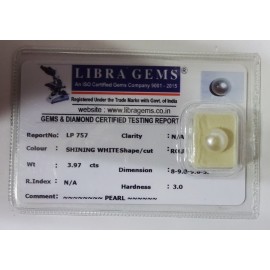 LIBRA GEMS
An ISO Certified Gems Company 9001 - 2015
Registered Under the Trade Mark with Govt. of India
website : www.libragems.co.in
GEMS & DIAMOND CERTIFIED TESTING REPORT
ReportNo: LP 757 Clarity : N/A
Colour : SHINING WHITE Shape/cut :
Wt : 3.97 cts Dimension :
R.Index : N/A Hardness : 3.0
Comment : ~~~~~~~~ PEARL ~~~~~~~~